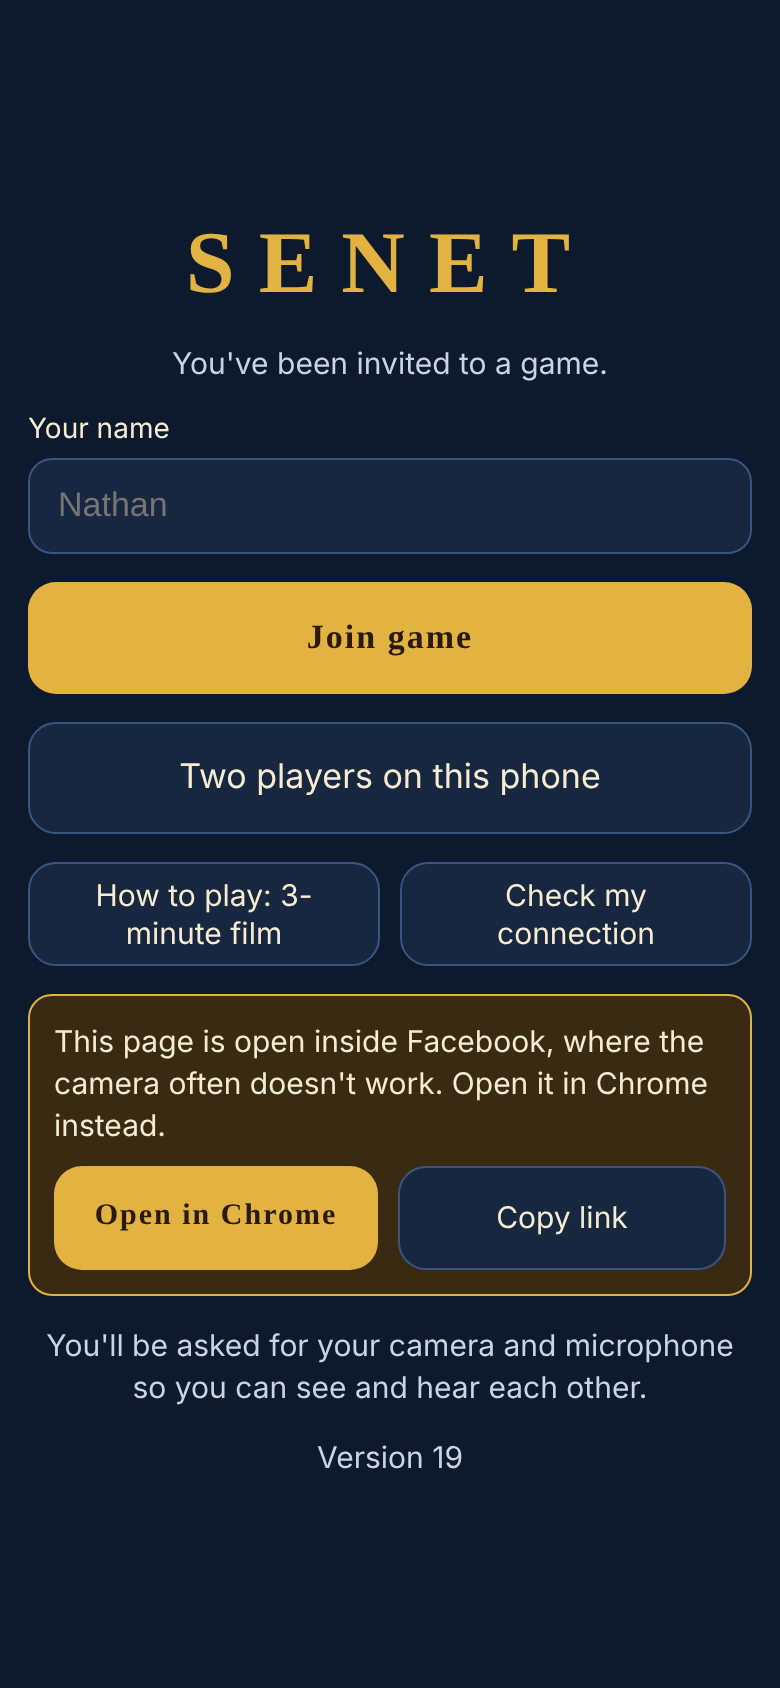 SENET
You've been invited to a game.
Your name
Nathan
Join game
Two players on this phone
How to play: 3-
minute film
Check my
connection
This page is open inside Facebook, where the
camera often doesn't work. Open it in Chrome
instead.
Open in Chrome
Copy link
You'll be asked for your camera and microphone
so you can see and hear each other.
Version 19